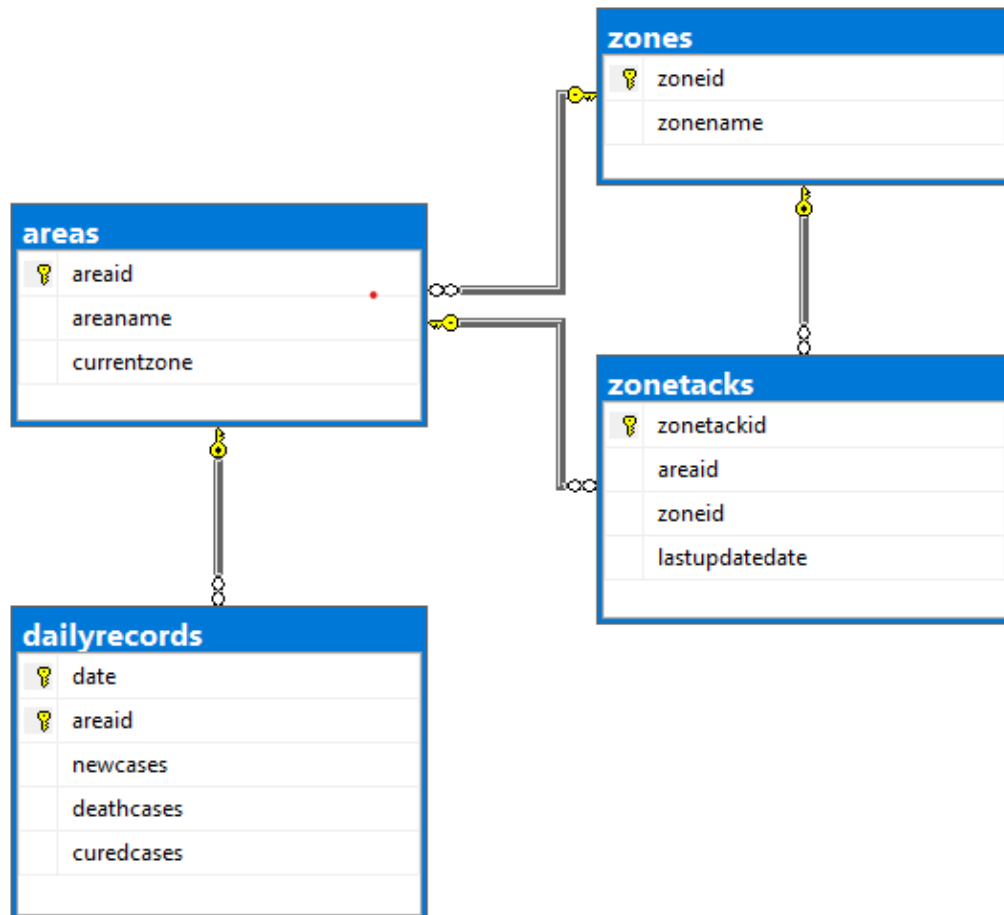 zones
zoneid
zonename
areas
areaid
areaname
currentzone
zonetacks
zonetackid
areaid
zoneid
lastupdatedate
dailyrecords
date
areaid
newcases
deathcases
curedcases